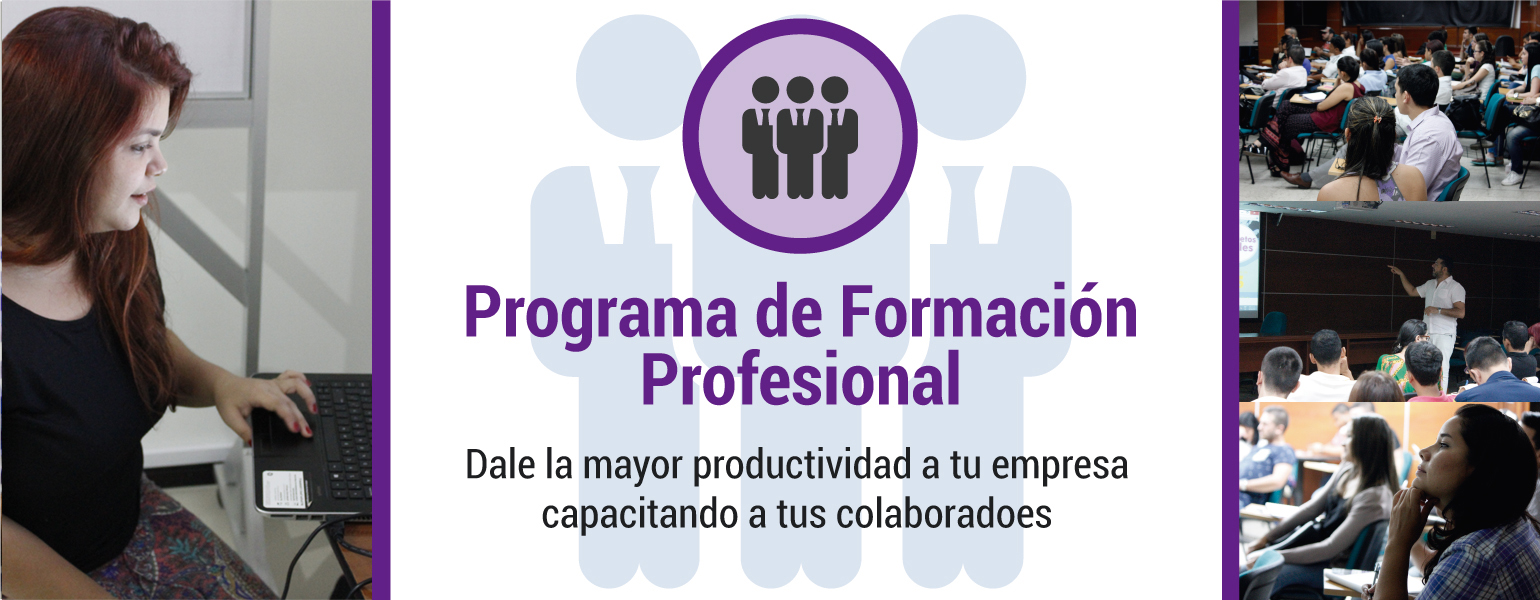 Programa de Formación
Profesional
Dale la mayor productividad a tu empresa
capacitando a tus colaboradoes